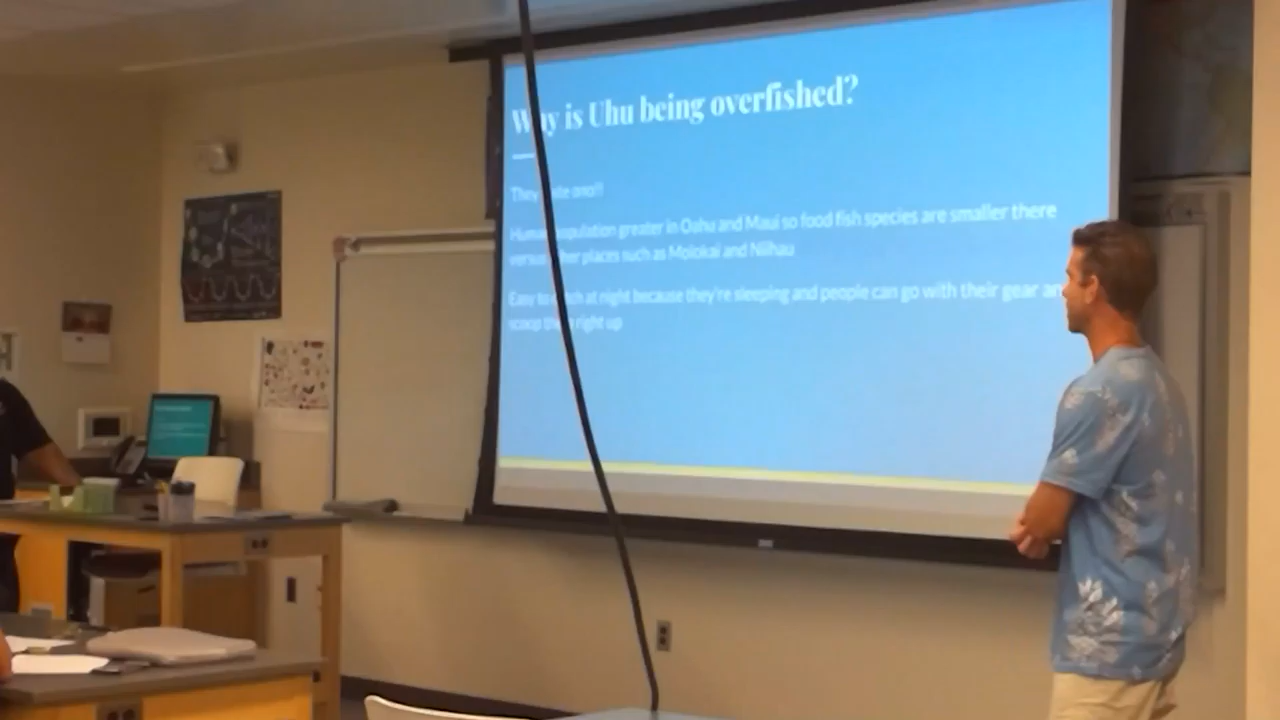 Why is Uhu being overfished?
They ono!!
Human population greater in Oahu and Maui so food fish species are smaller there
versus other places such as Molokai and Niihau
Easy to catch at night because they're sleeping and people can go with their gear an
scoop them right up